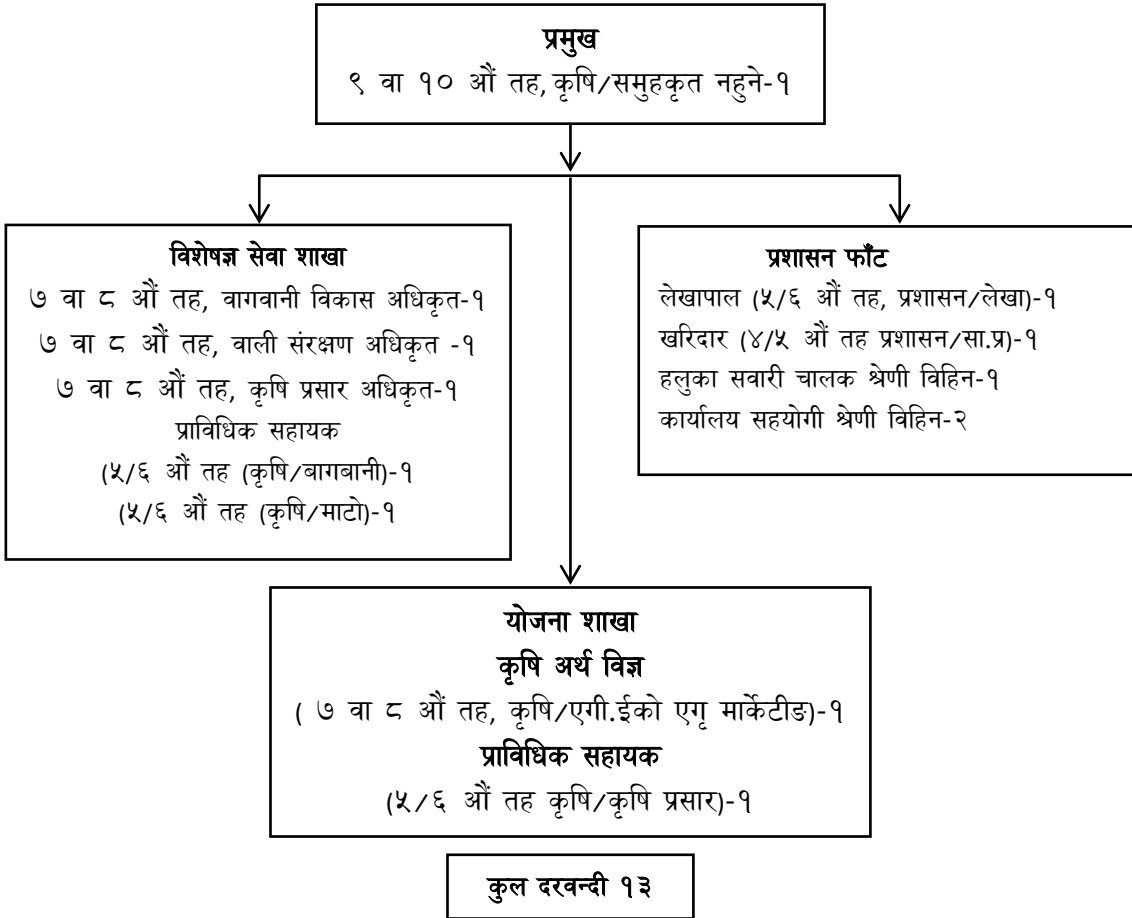 प्रमुख
९ वा १० औं तह, कृषि/समुहकृत नहुने-१
विशेषज्ञ सेवा शाखा
७ वा ८ औं तह, वागवानी विकास अधिकृत-१
७ वा ८ औं तह, वाली संरक्षण अधिकृत -१
७ वा ८ औं तह, कृषि प्रसार अधिकृत-१
प्राविधिक सहायक
(५/६ औं तह (कृषि/बागबानी)-१
(५/६ औं तह (कृषि/माटो)-१
प्रशासन फाँट
लेखापाल (५/६ औं तह, प्रशासन/लेखा)-१
खरिदार (४/५ औं तह प्रशासन/सा.प्र)-१
हलुका सवारी चालक श्रेणी विहिन-१
कार्यालय सहयोगी श्रेणी विहिन-२
योजना शाखा
कृषि अर्थ विज्ञ
( ७ वा ८ औं तह, कृषि/एगी.ईको एगृ मार्केटीङ)-१
प्राविधिक सहायक
(५/६ औं तह कृषि/कृषि प्रसार)-१
कुल दरवन्दी १३